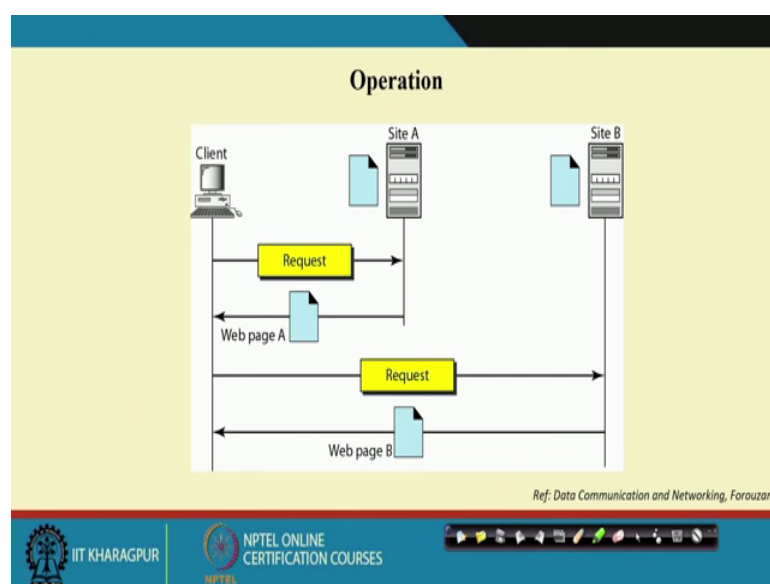 Operation
Site A
Site B
Client
Request
Web page A
Request
Web page B
Ref: Data Communication and Networking, Forouzan
IIT KHARAGPUR
NPTEL ONLINE
CERTIFICATION COURSES
NPTEL